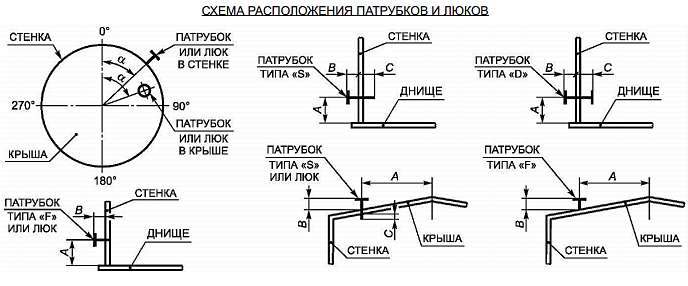 СХЕМА РАСПОЛОЖЕНИЯ ПАТРУБКОВ И ЛЮКОВ
0°
СТЕНКА
ПАТРУБОК
ИЛИ ЛЮК
В СТЕНКЕ
α
α
270°
90°
ПАТРУБОК
ИЛИ ЛЮК
В КРЫШЕ
КРЫША
180°
СТЕНКА
B
C
ПАТРУБОК
ТИПА «S»
A
ДНИЩЕ
СТЕНКА
B
C
ПАТРУБОК
ТИПА «D»
A
ДНИЩЕ
ПАТРУБОК
ТИПА «F»
ИЛИ ЛЮК
B
СТЕНКА
A
ДНИЩЕ
ПАТРУБОК
ТИПА «S»
ИЛИ ЛЮК
A
B
C
КРЫША
СТЕНКА
ПАТРУБОК
ТИПА «F»
A
B
КРЫША
СТЕНКА